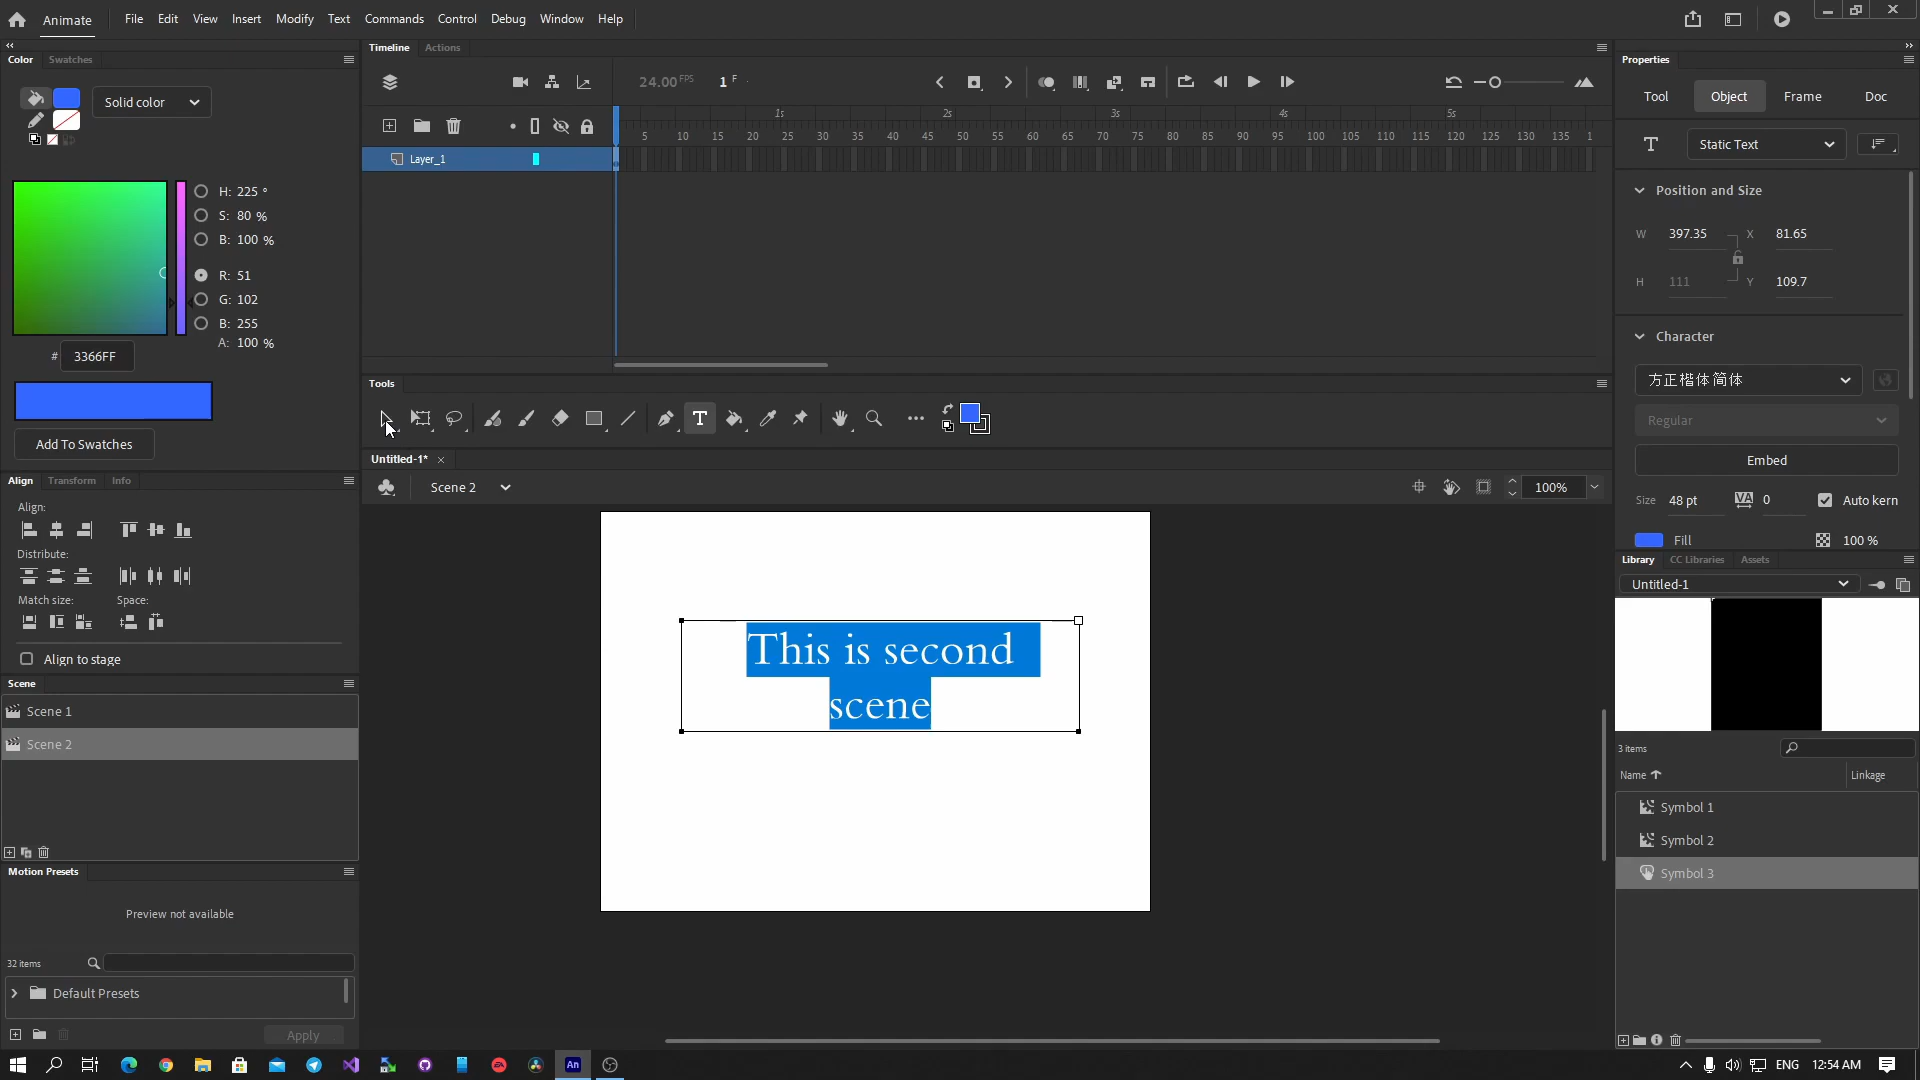 Animate File Edit View Insert Modify Text Commands Control Debug Window Help
Color Swatches
Solid color
H: 225 °
S: 80 %
B: 100 %
R: 51
G: 102
B: 255
A: 100 %
# 3366FF
Add To Swatches
Align Transform Info
Align:
Distribute:
Match size: Space:
Align to stage
Scene
Scene 1
Scene 2
Motion Presets
Preview not available
32 items
Default Presets
Apply
Timeline Actions
24.00 FPS 1 F
1s 2s 3s 4s 5s
5 10 15 20 25 30 35 40 45 50 55 60 65 70 75 80 85 90 95 100 105 110 115 120 125 130 135 1
Layer_1
Tools
T
Untitled-1*
Scene 2 100%
This is second
scene
Properties
Tool Object Frame Doc
T Static Text
Position and Size
W 397.35 X 81.65
H 111 Y 109.7
Character
方正楷体简体
Regular
Embed
Size 48 pt VA 0 Auto kern
Fill 100 %
Library CC Libraries Assets
Untitled-1
3 items
Name Linkage
Symbol 1
Symbol 2
Symbol 3
An ENG 12:54 AM